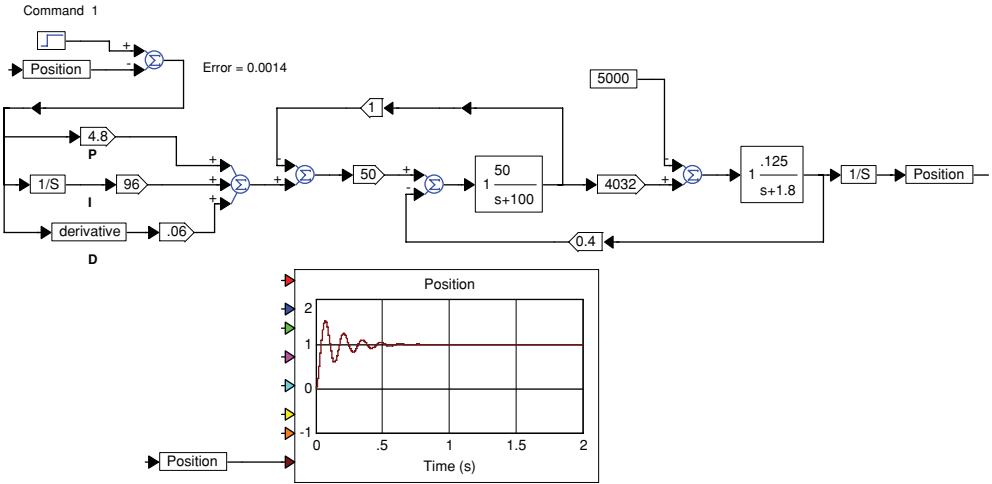 Command 1
+
-
Position
Error = 0.0014
5000
1
4.8
P
+
-
-
1/S
96
I
+
+
50
+
-
1 50
s+100
4032
+
1 .125
s+1.8
1/S
Position
derivative
.06
+
D
0.4
Position
2
1
0
-1
0 .5 1 1.5 2
Time (s)
Position